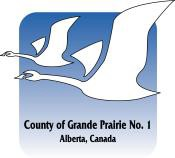 County of Grande Prairie No. 1
Alberta, Canada